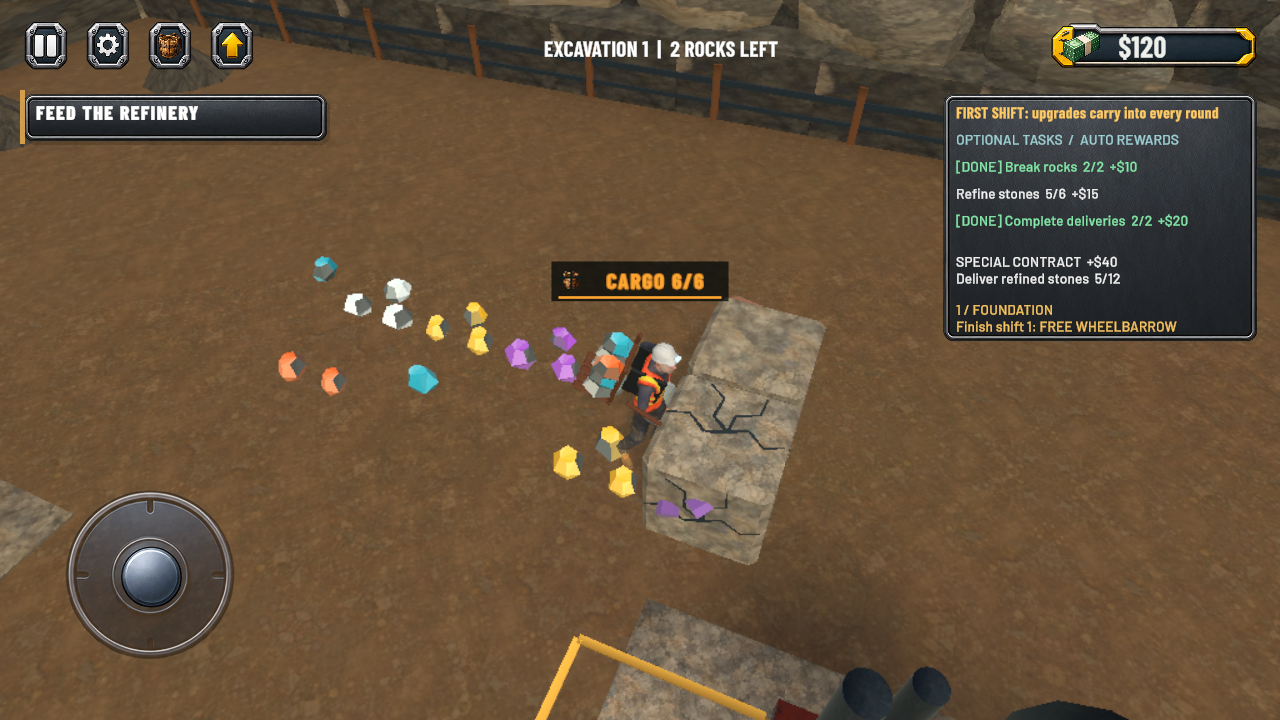 EXCAVATION 1 | 2 ROCKS LEFT
$120
FEED THE REFINERY
FIRST SHIFT: upgrades carry into every round
OPTIONAL TASKS / AUTO REWARDS
[DONE] Break rocks 2/2 +$10
Refine stones 5/6 +$15
[DONE] Complete deliveries 2/2 +$20
SPECIAL CONTRACT +$40
Deliver refined stones 5/12
1 / FOUNDATION
Finish shift 1: FREE WHEELBARROW
CARGO 6/6